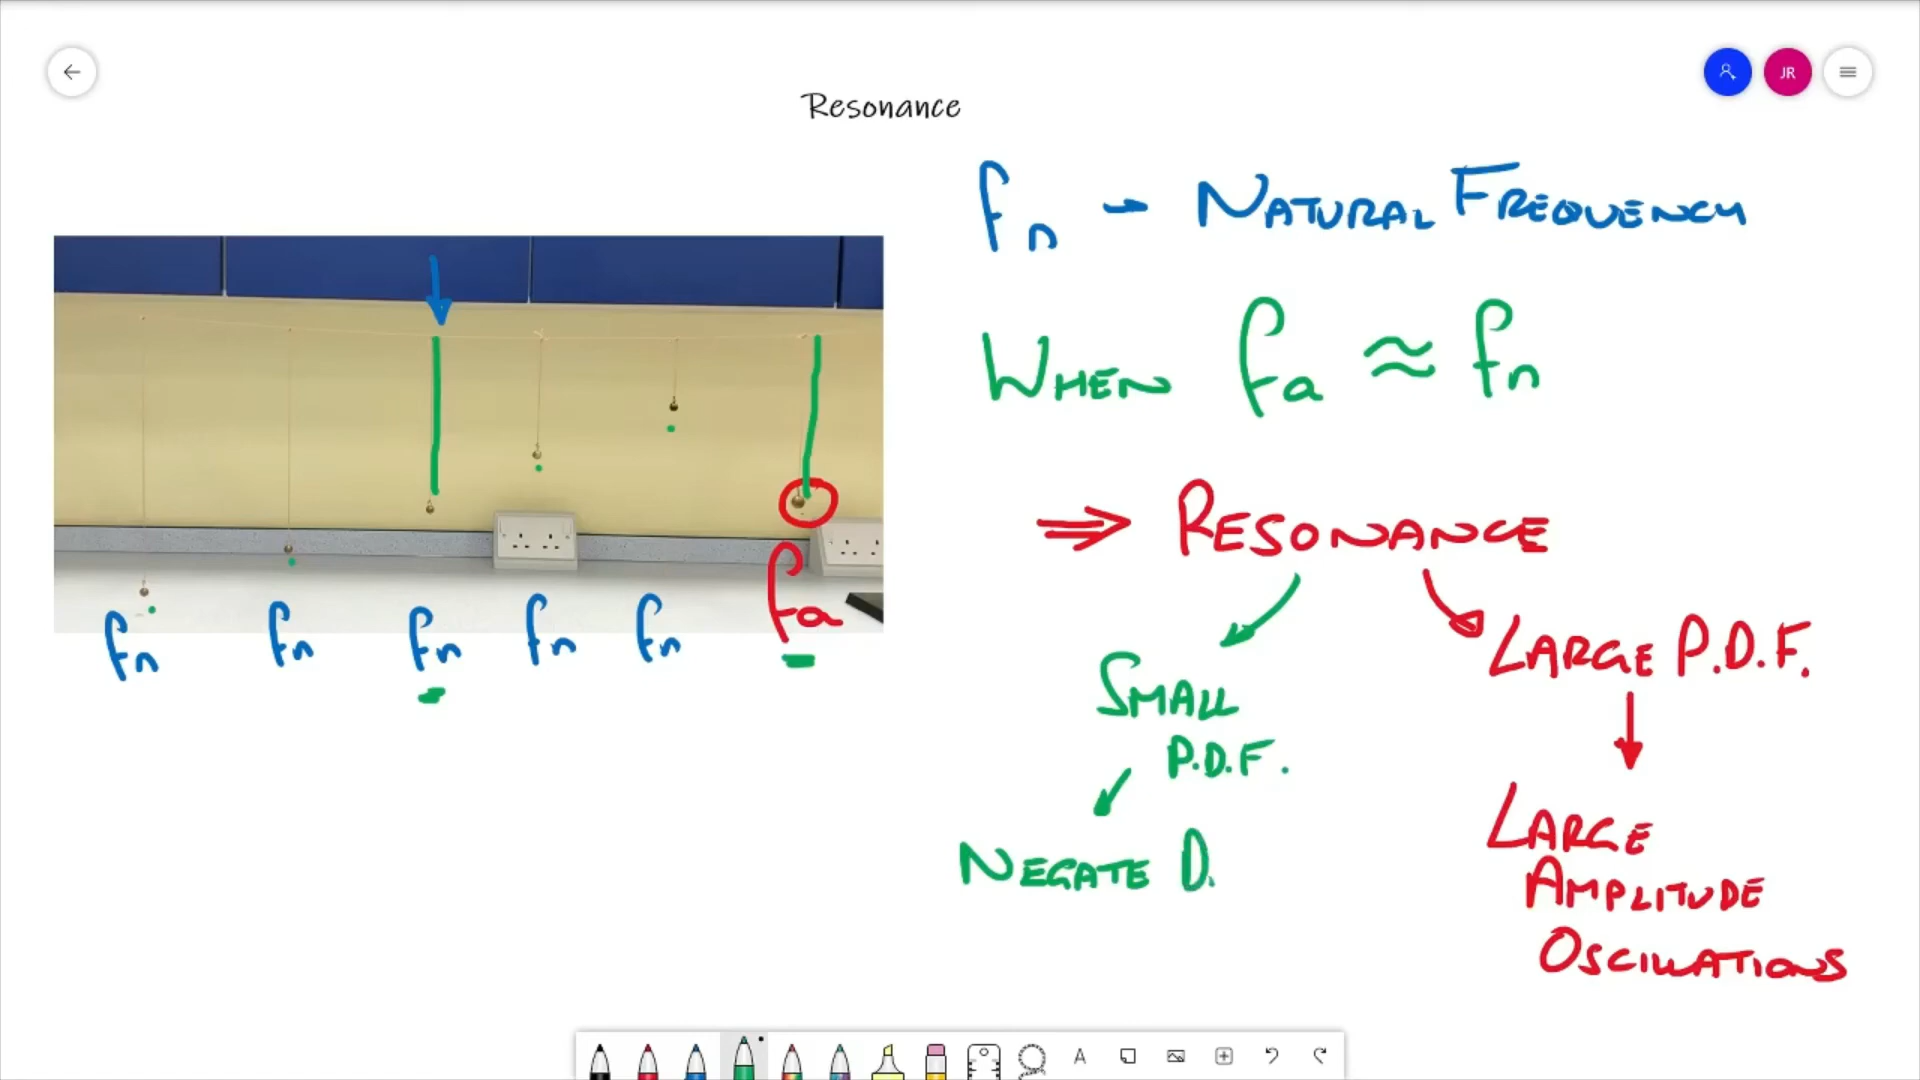 Resonance
JR
fn → NATURAL FREQUENCY
WHEN fa ≈ fn
⇒ RESONANCE
SMALL
P.D.F.
NEGATE D.
LARGE P.D.F.
LARGE
AMPLITUDE
OSCILLATIONS
fn fn fn fn fn fa
A